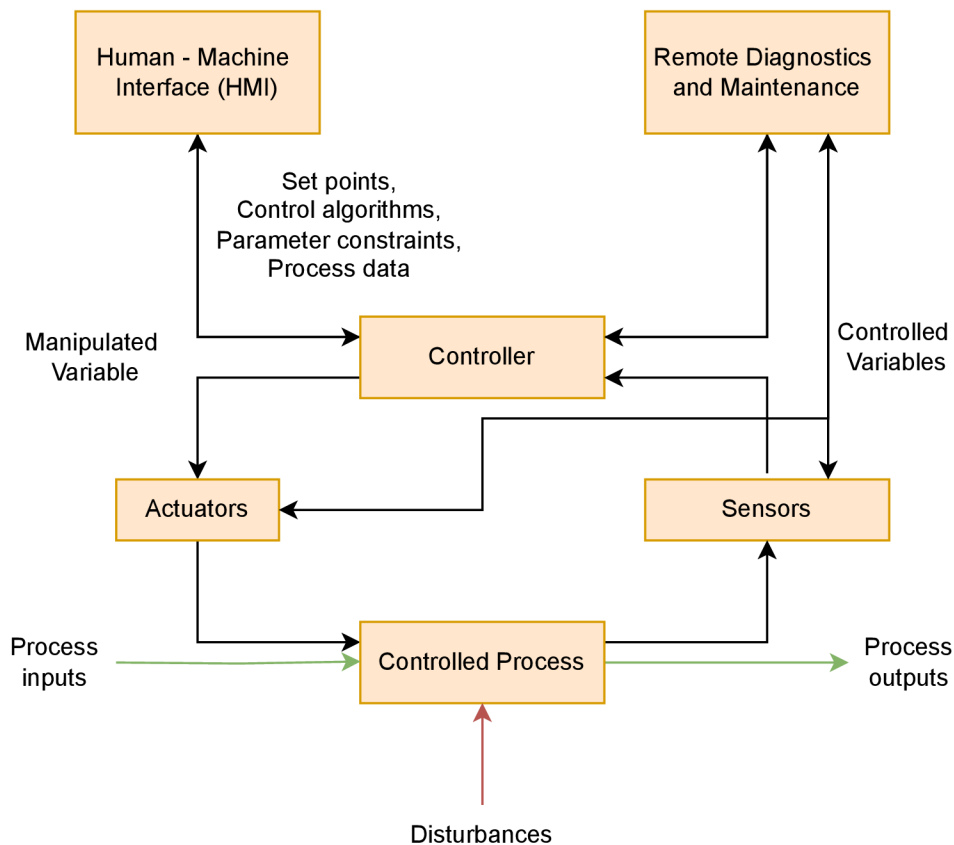 Human - Machine
Interface (HMI)
Remote Diagnostics
and Maintenance
Set points,
Control algorithms,
Parameter constraints,
Process data
Manipulated
Variable
Controller
Controlled
Variables
Actuators
Sensors
Process
inputs
Controlled Process
Process
outputs
Disturbances